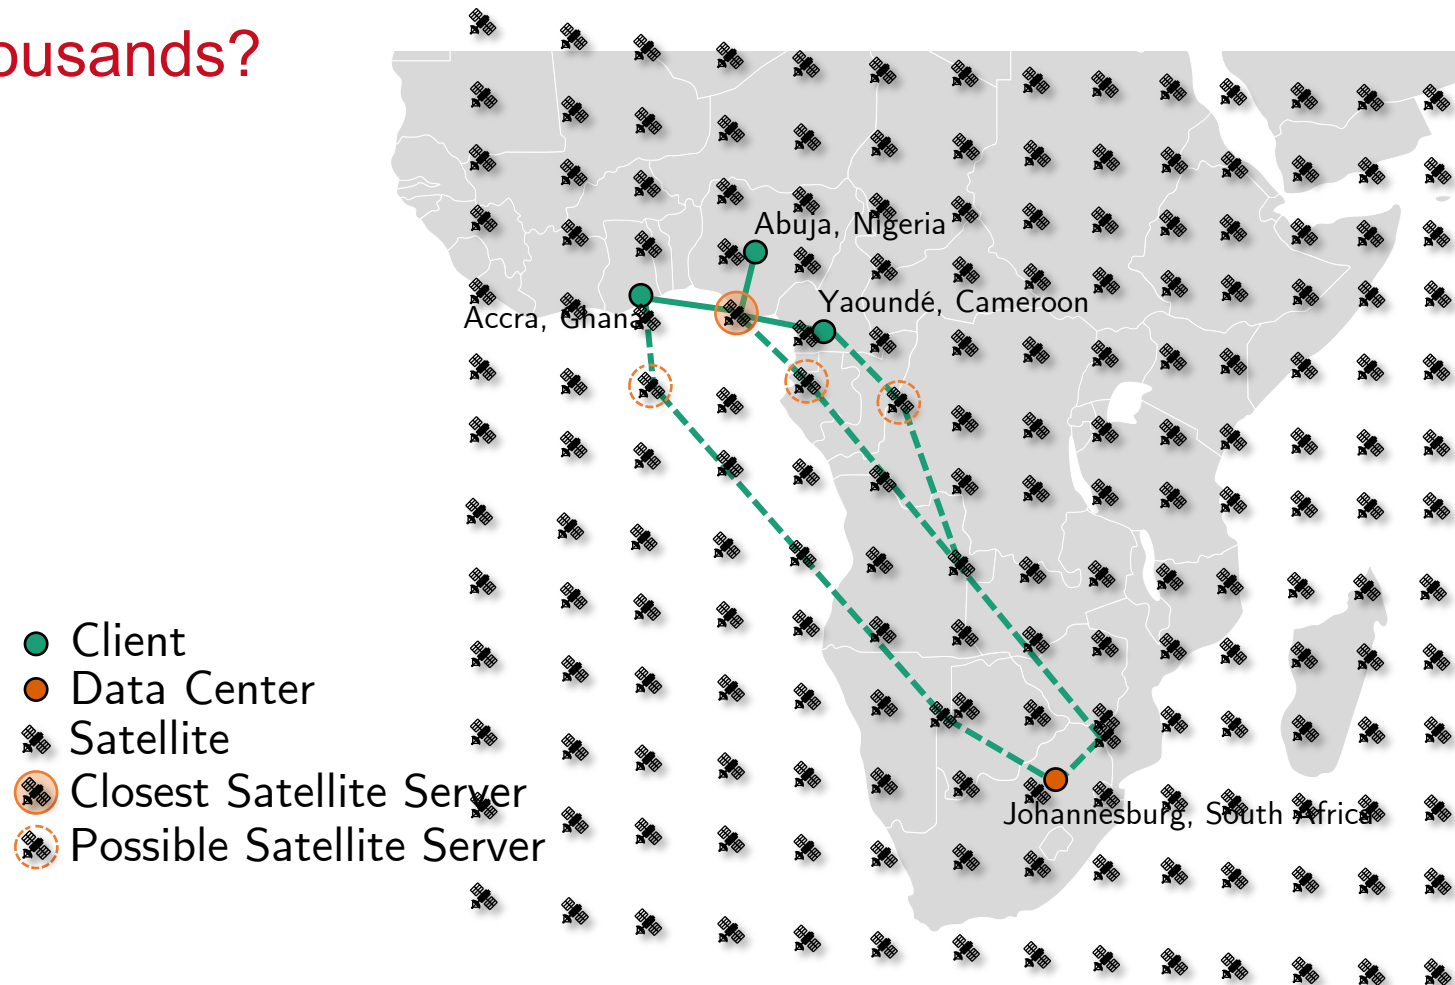 ousands?
Abuja, Nigeria
Yaoundé, Cameroon
Accra, Ghana
Client
Data Center
Satellite
Closest Satellite Server
Johannesburg, South Africa
Possible Satellite Server